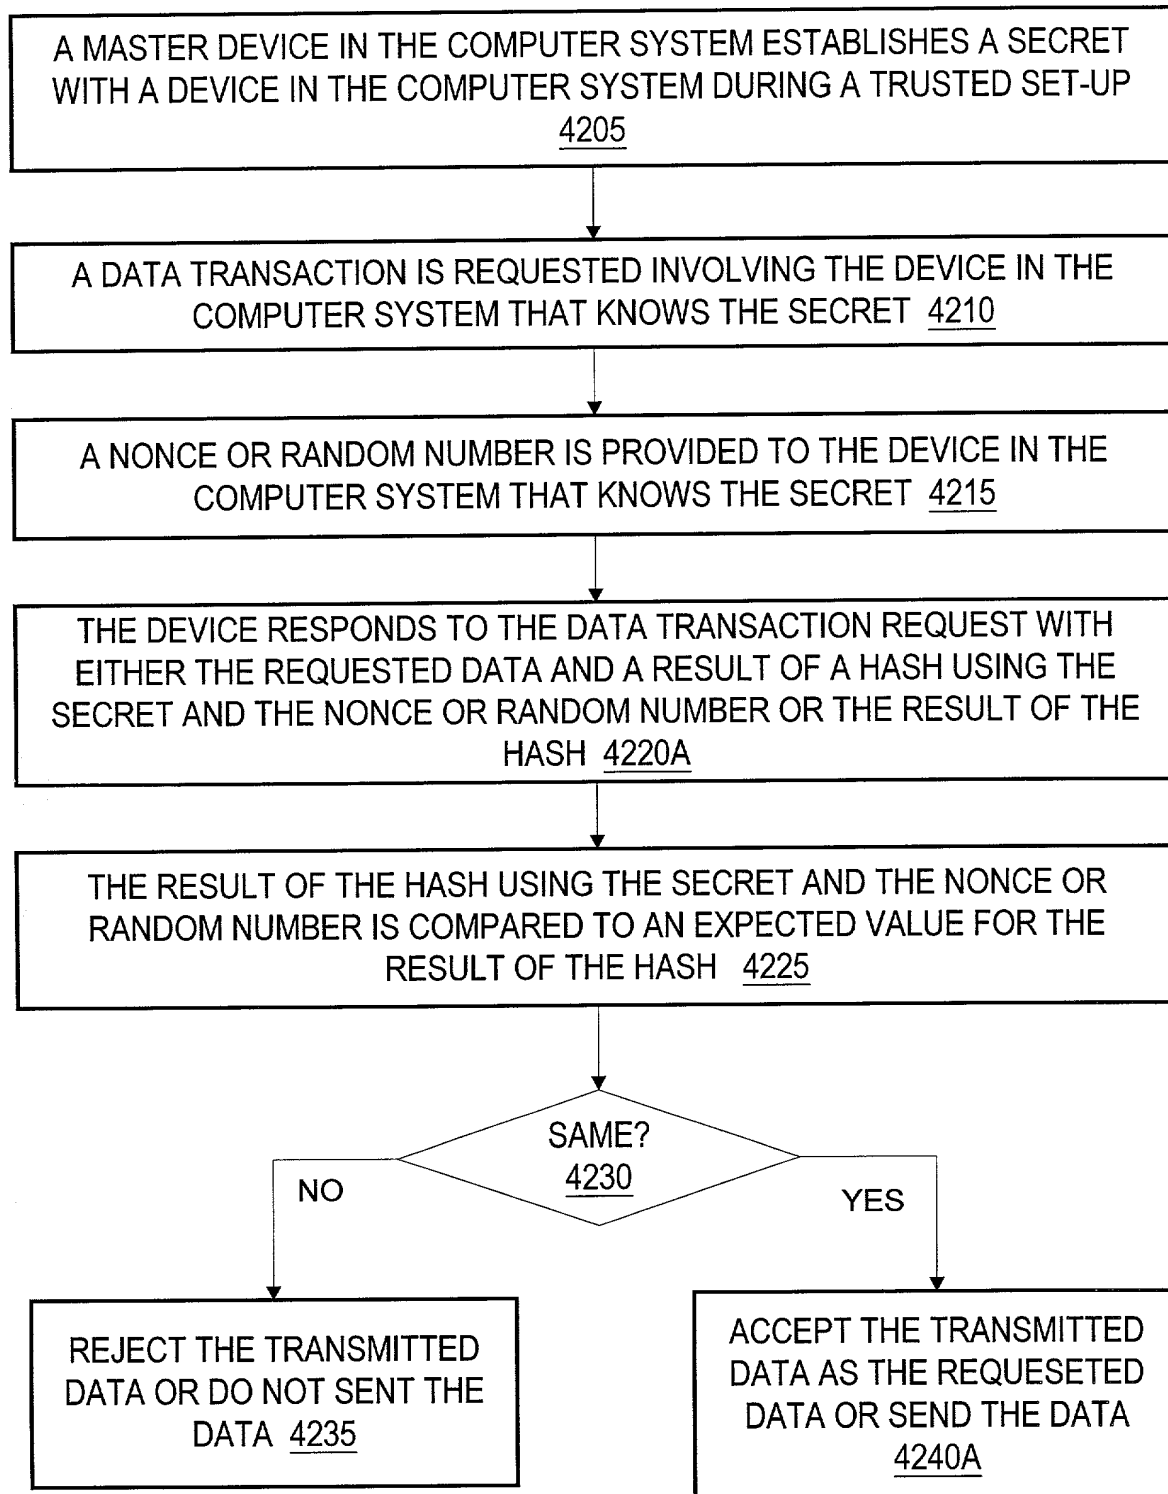 A MASTER DEVICE IN THE COMPUTER SYSTEM ESTABLISHES A SECRET
WITH A DEVICE IN THE COMPUTER SYSTEM DURING A TRUSTED SET-UP
4205
A DATA TRANSACTION IS REQUESTED INVOLVING THE DEVICE IN THE
COMPUTER SYSTEM THAT KNOWS THE SECRET 4210
A NONCE OR RANDOM NUMBER IS PROVIDED TO THE DEVICE IN THE
COMPUTER SYSTEM THAT KNOWS THE SECRET 4215
THE DEVICE RESPONDS TO THE DATA TRANSACTION REQUEST WITH
EITHER THE REQUESTED DATA AND A RESULT OF A HASH USING THE
SECRET AND THE NONCE OR RANDOM NUMBER OR THE RESULT OF THE
HASH 4220A
THE RESULT OF THE HASH USING THE SECRET AND THE NONCE OR
RANDOM NUMBER IS COMPARED TO AN EXPECTED VALUE FOR THE
RESULT OF THE HASH 4225
SAME?
4230
NO
YES
REJECT THE TRANSMITTED
DATA OR DO NOT SENT THE
DATA 4235
ACCEPT THE TRANSMITTED
DATA AS THE REQUESETED
DATA OR SEND THE DATA
4240A